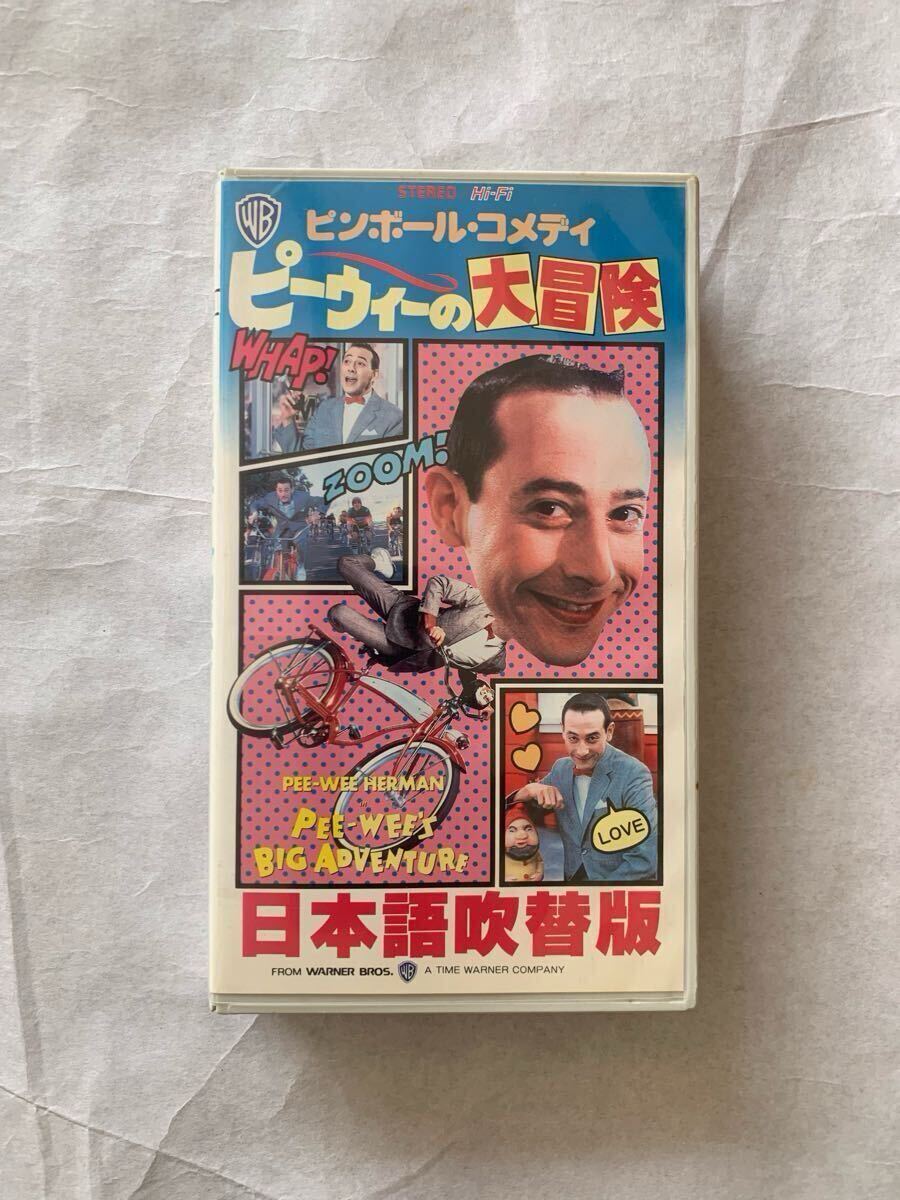 STEREO Hi-Fi
WB
ピンボール・コメディ
ピーウィーの大冒険
WHAP!
ZOOM!
LOVE
PEE-WEE HERMAN
in
PEE-WEE'S
BIG ADVENTURE
日本語吹替版
FROM WARNER BROS. WB A TIME WARNER COMPANY